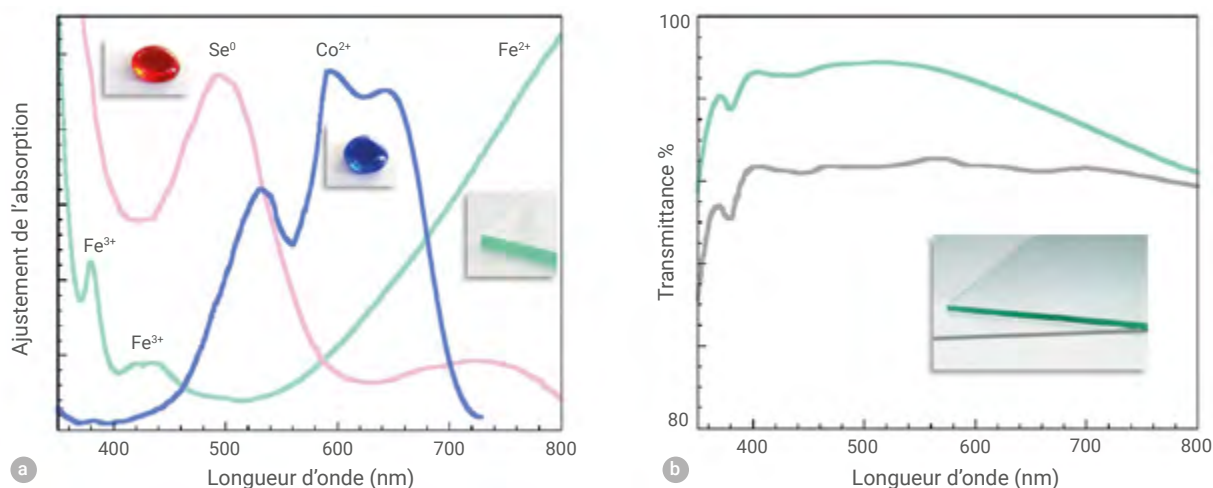 Ajustement de l'absorption
Se⁰
Co²⁺
Fe²⁺
Fe³⁺
Fe³⁺
400
500
600
700
800
Longueur d'onde (nm)
a
100
Transmittance %
80
400
500
600
700
800
Longueur d'onde (nm)
b